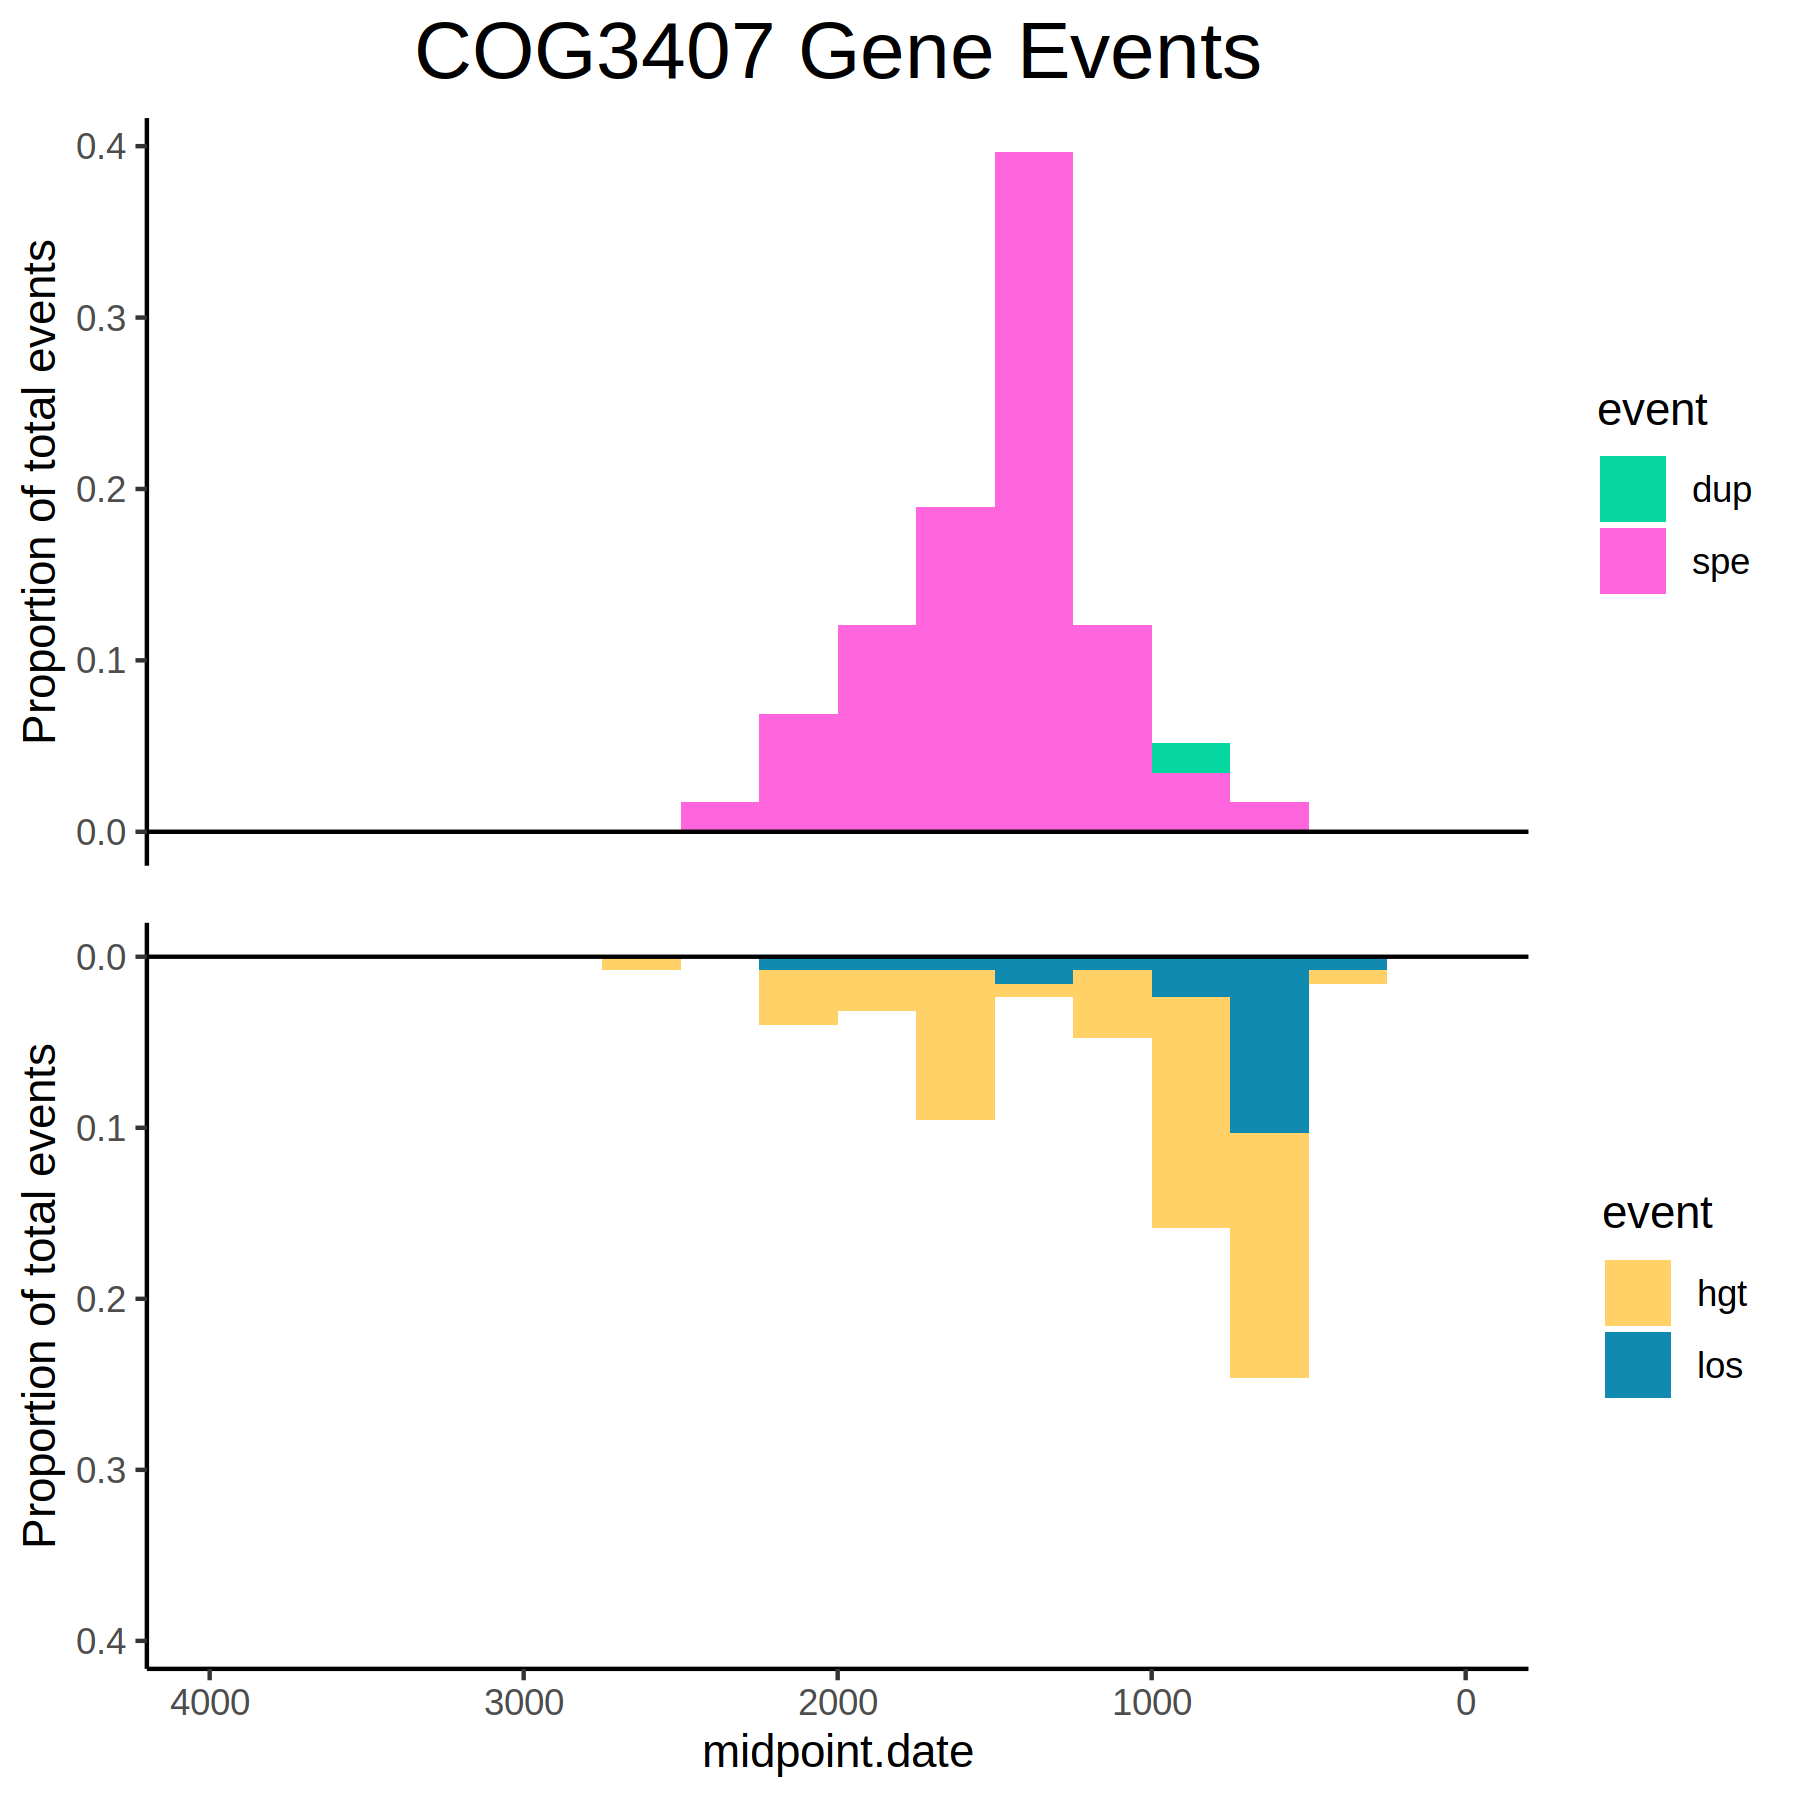 COG3407 Gene Events
Proportion of total events
0.4
0.3
0.2
0.1
0.0
event
dup
spe
Proportion of total events
0.0
0.1
0.2
0.3
0.4
event
hgt
los
4000 3000 2000 1000 0
midpoint.date